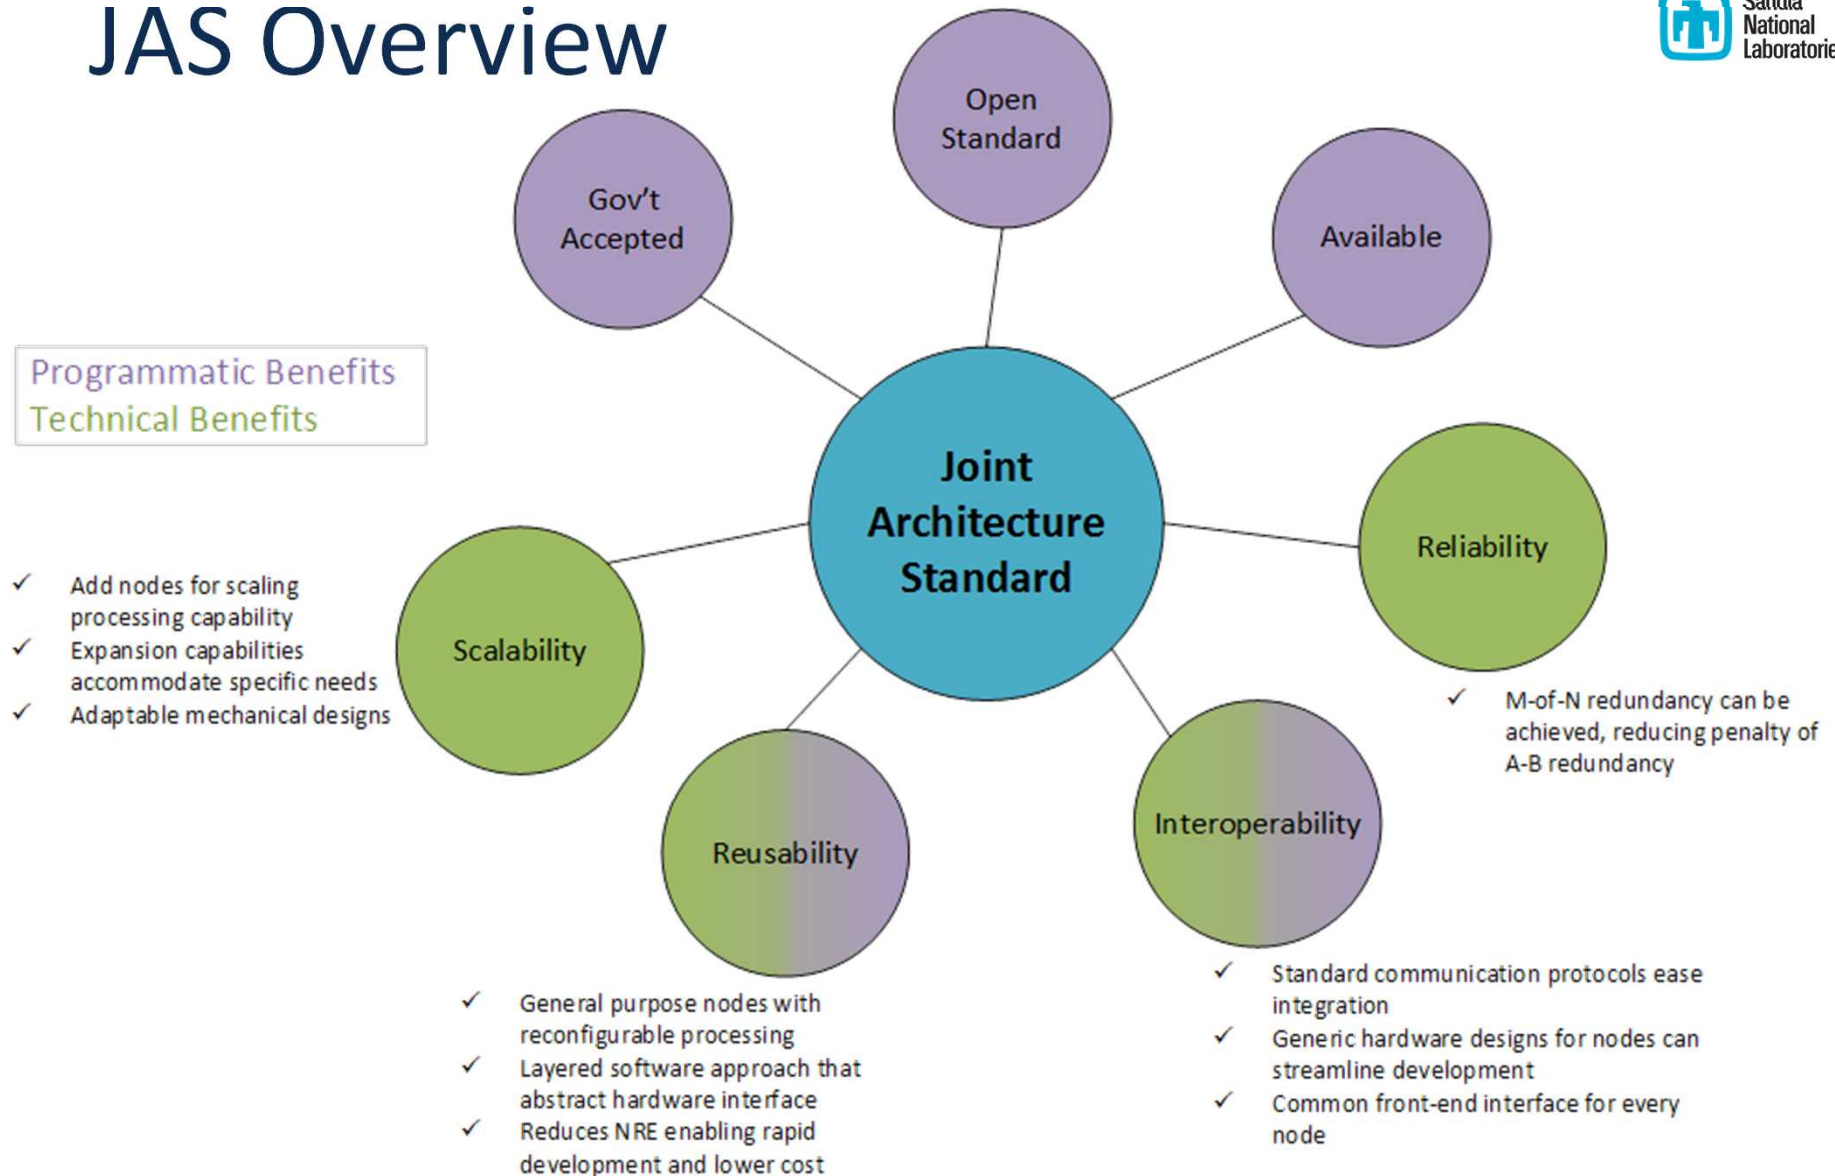 JAS Overview
Sandia
National
Laboratorie
Open
Standard
Gov't
Accepted
Available
Programmatic Benefits
Technical Benefits
Joint
Architecture
Standard
Reliability
✓ M-of-N redundancy can be
achieved, reducing penalty of
A-B redundancy
Scalability
✓ Add nodes for scaling
processing capability
✓ Expansion capabilities
accommodate specific needs
✓ Adaptable mechanical designs
Reusability
✓ General purpose nodes with
reconfigurable processing
✓ Layered software approach that
abstract hardware interface
✓ Reduces NRE enabling rapid
development and lower cost
Interoperability
✓ Standard communication protocols ease
integration
✓ Generic hardware designs for nodes can
streamline development
✓ Common front-end interface for every
node